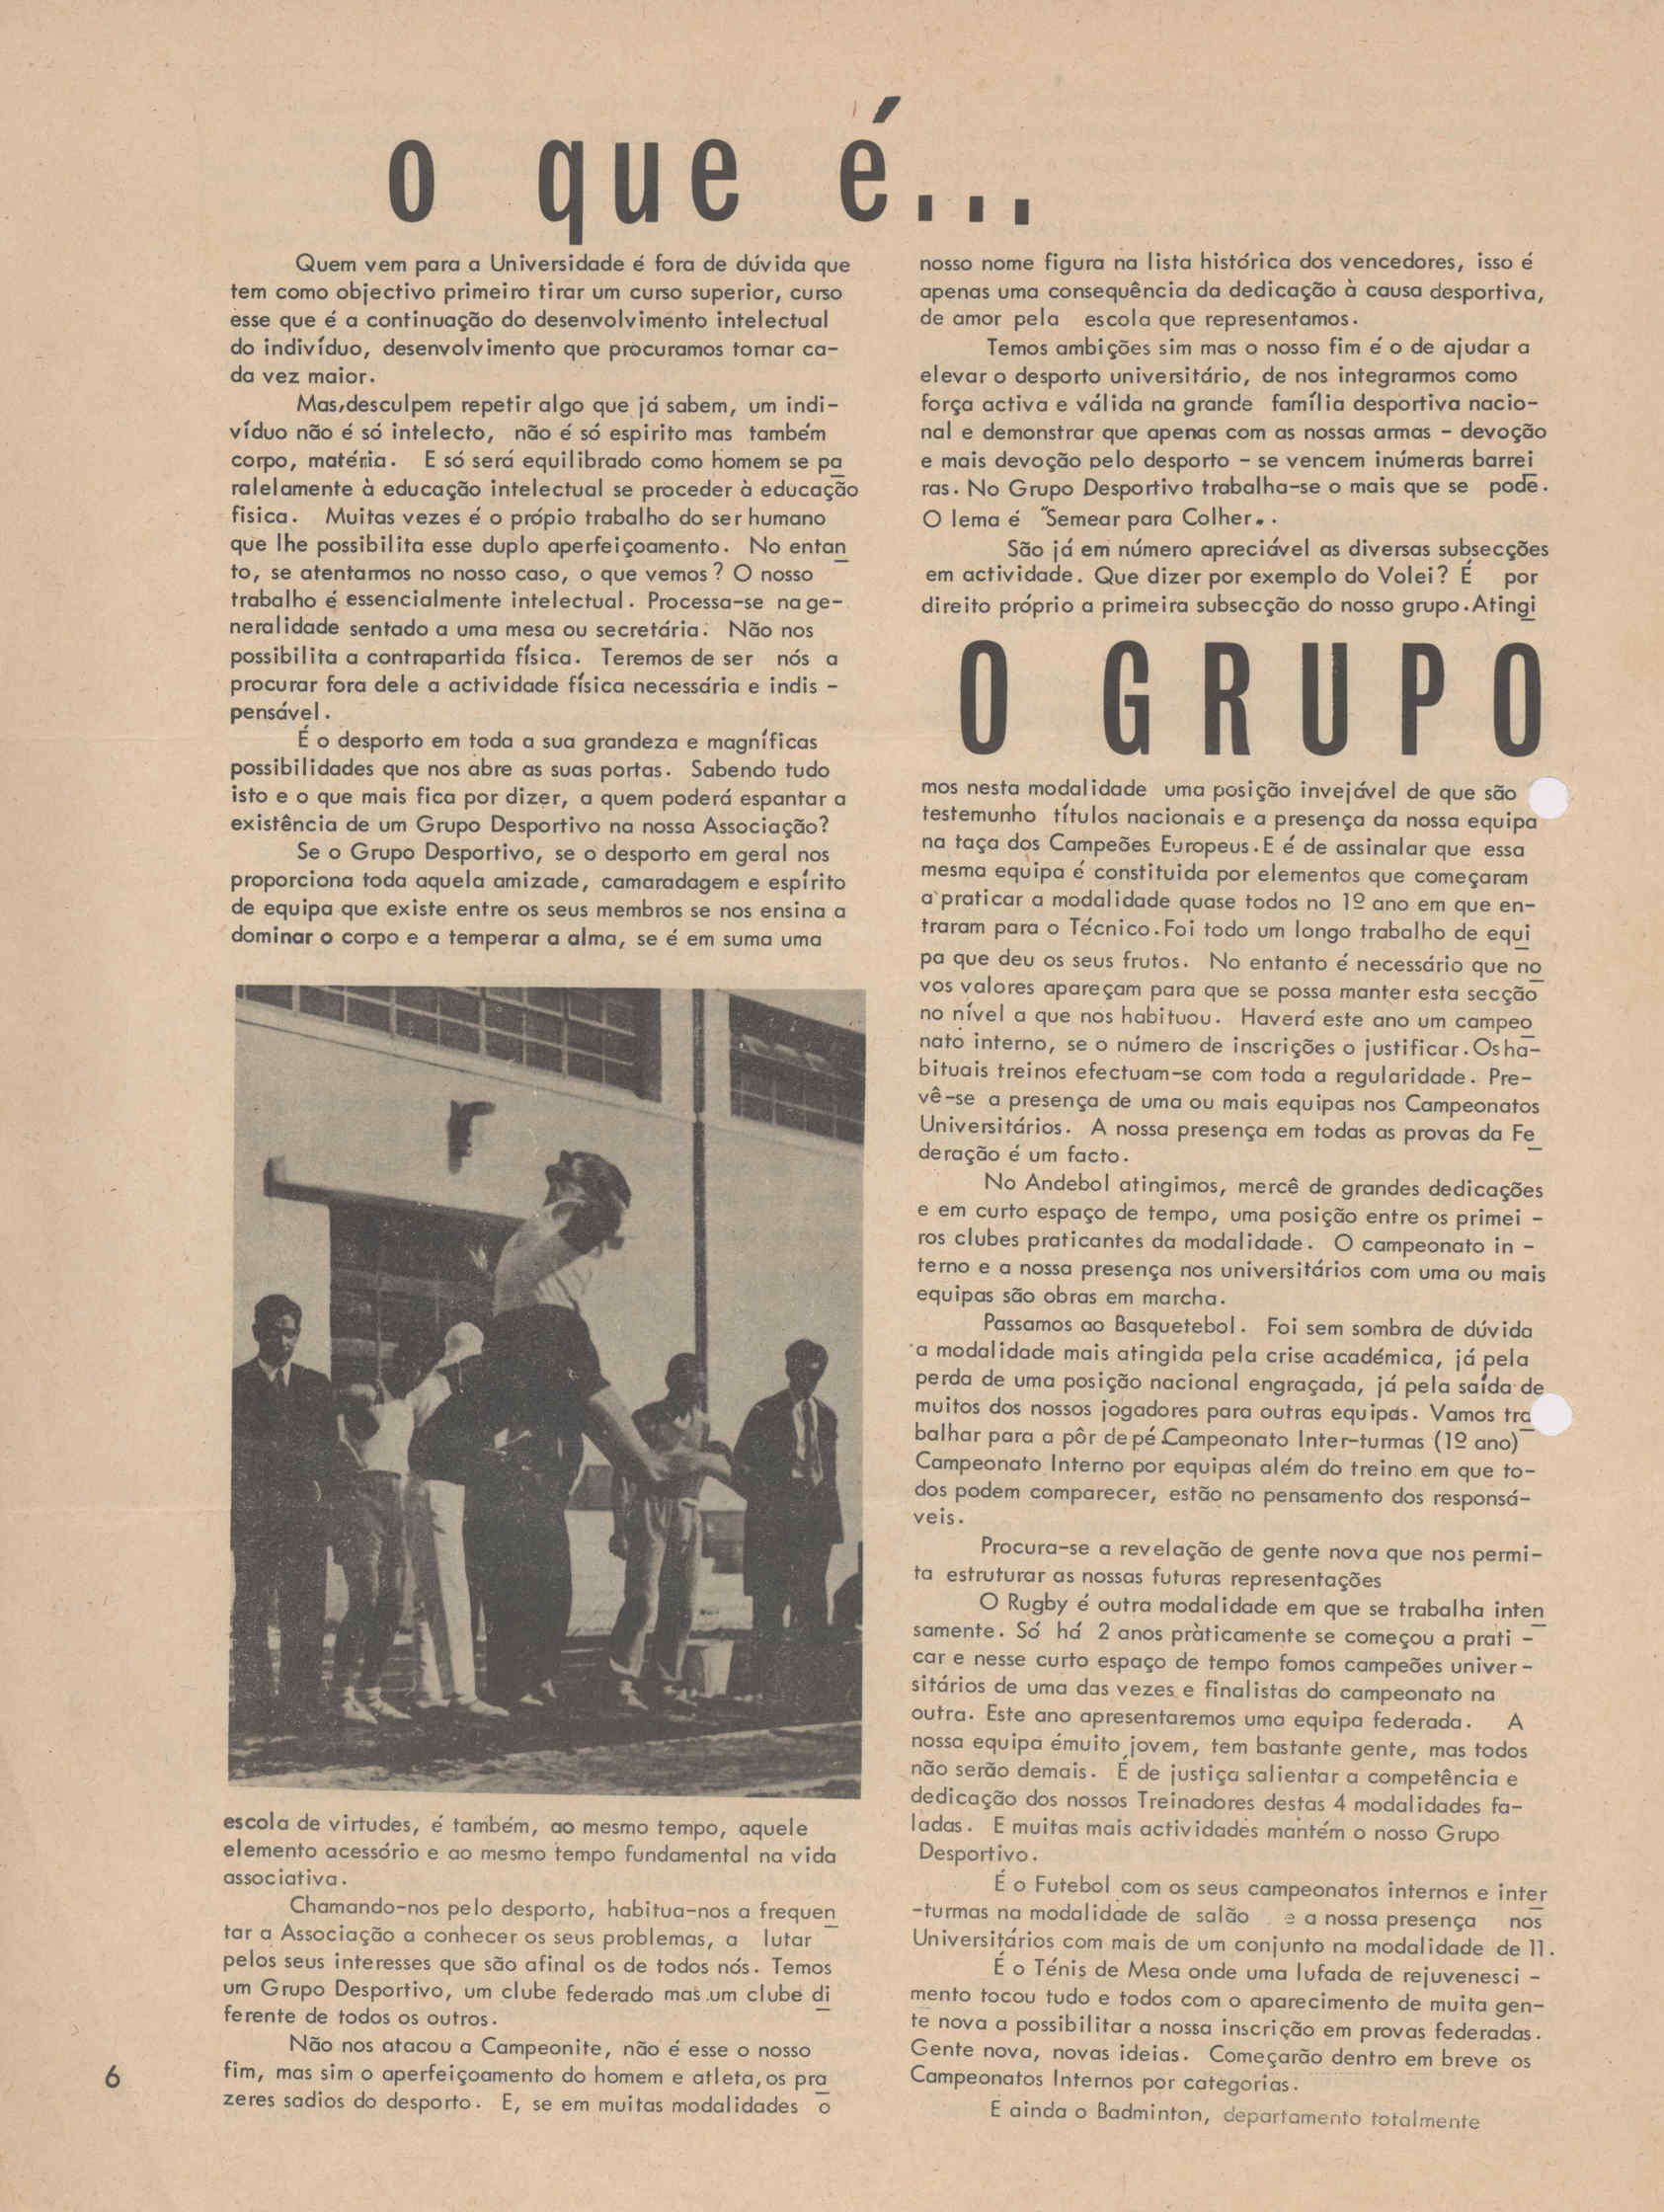 o que é...
Quem vem para a Universidade é fora de dúvida que
tem como objectivo primeiro tirar um curso superior, curso
esse que é a continuação do desenvolvimento intelectual
do indivíduo, desenvolvimento que procuramos tornar ca-
da vez maior.
Mas,desculpem repetir algo que já sabem, um indi-
víduo não é só intelecto, não é só espirito mas também
corpo, matéria. E só será equilibrado como homem se pa
ralelamente à educação intelectual se proceder à educação
fisica. Muitas vezes é o própio trabalho do ser humano
que lhe possibilita esse duplo aperfeiçoamento. No entan
to, se atentarmos no nosso caso, o que vemos? O nosso
trabalho é essencialmente intelectual. Processa-se na ge-
neralidade sentado a uma mesa ou secretária. Não nos
possibilita a contrapartida física. Teremos de ser nós a
procurar fora dele a actividade física necessária e indis -
pensável.
É o desporto em toda a sua grandeza e magníficas
possibilidades que nos abre as suas portas. Sabendo tudo
isto e o que mais fica por dizer, a quem poderá espantar a
existência de um Grupo Desportivo na nossa Associação?
Se o Grupo Desportivo, se o desporto em geral nos
proporciona toda aquela amizade, camaradagem e espírito
de equipa que existe entre os seus membros se nos ensina a
dominar o corpo e a temperar a alma, se é em suma uma
escola de virtudes, é também, ao mesmo tempo, aquele
elemento acessório e ao mesmo tempo fundamental na vida
associativa.
Chamando-nos pelo desporto, habitua-nos a frequen
tar a Associação a conhecer os seus problemas, a lutar
pelos seus interesses que são afinal os de todos nós. Temos
um Grupo Desportivo, um clube federado mas um clube di
ferente de todos os outros.
Não nos atacou a Campeonite, não é esse o nosso
fim, mas sim o aperfeiçoamento do homem e atleta,os pra
zeres sadios do desporto. E, se em muitas modalidades o
6
nosso nome figura na lista histórica dos vencedores, isso é
apenas uma consequência da dedicação à causa desportiva,
de amor pela escola que representamos.
Temos ambições sim mas o nosso fim é o de ajudar a
elevar o desporto universitário, de nos integrarmos como
força activa e válida na grande família desportiva nacio-
nal e demonstrar que apenas com as nossas armas - devoção
e mais devoção pelo desporto - se vencem inúmeras barrei
ras. No Grupo Desportivo trabalha-se o mais que se pode.
O lema é "Semear para Colher..
São já em número apreciável as diversas subsecções
em actividade. Que dizer por exemplo do Volei? É por
direito próprio a primeira subsecção do nosso grupo.Atingi
O GRUPO
mos nesta modalidade uma posição invejável de que são
testemunho títulos nacionais e a presença da nossa equipa
na taça dos Campeões Europeus.E é de assinalar que essa
mesma equipa é constituida por elementos que começaram
a praticar a modalidade quase todos no 1º ano em que en-
traram para o Técnico.Foi todo um longo trabalho de equi
pa que deu os seus frutos. No entanto é necessário que no
vos valores apareçam para que se possa manter esta secção
no nível a que nos habituou. Haverá este ano um campeo
nato interno, se o número de inscrições o justificar.Os ha-
bituais treinos efectuam-se com toda a regularidade. Pre-
vê-se a presença de uma ou mais equipas nos Campeonatos
Universitários. A nossa presença em todas as provas da Fe
deração é um facto.
No Andebol atingimos, mercê de grandes dedicações
e em curto espaço de tempo, uma posição entre os primei -
ros clubes praticantes da modalidade. O campeonato in -
terno e a nossa presença nos universitários com uma ou mais
equipas são obras em marcha.
Passamos ao Basquetebol. Foi sem sombra de dúvida
a modalidade mais atingida pela crise académica, já pela
perda de uma posição nacional engraçada, já pela saída de
muitos dos nossos jogadores para outras equipas. Vamos tra
balhar para a pôr de pé.Campeonato Inter-turmas (1º ano)
Campeonato Interno por equipas além do treino em que to-
dos podem comparecer, estão no pensamento dos responsá-
veis.
Procura-se a revelação de gente nova que nos permi-
ta estruturar as nossas futuras representações
O Rugby é outra modalidade em que se trabalha inten
samente. Só há 2 anos pràticamente se começou a prati -
car e nesse curto espaço de tempo fomos campeões univer -
sitários de uma das vezes e finalistas do campeonato na
outra. Este ano apresentaremos uma equipa federada. A
nossa equipa émuito jovem, tem bastante gente, mas todos
não serão demais. É de justiça salientar a competência e
dedicação dos nossos Treinadores destas 4 modalidades fa-
ladas. E muitas mais actividades mantém o nosso Grupo
Desportivo.
É o Futebol com os seus campeonatos internos e inter
-turmas na modalidade de salão e a nossa presença nos
Universitários com mais de um conjunto na modalidade de 11.
É o Ténis de Mesa onde uma lufada de rejuvenesci -
mento tocou tudo e todos com o aparecimento de muita gen-
te nova a possibilitar a nossa inscrição em provas federadas.
Gente nova, novas ideias. Começarão dentro em breve os
Campeonatos Internos por categorias.
E ainda o Badminton, departamento totalmente